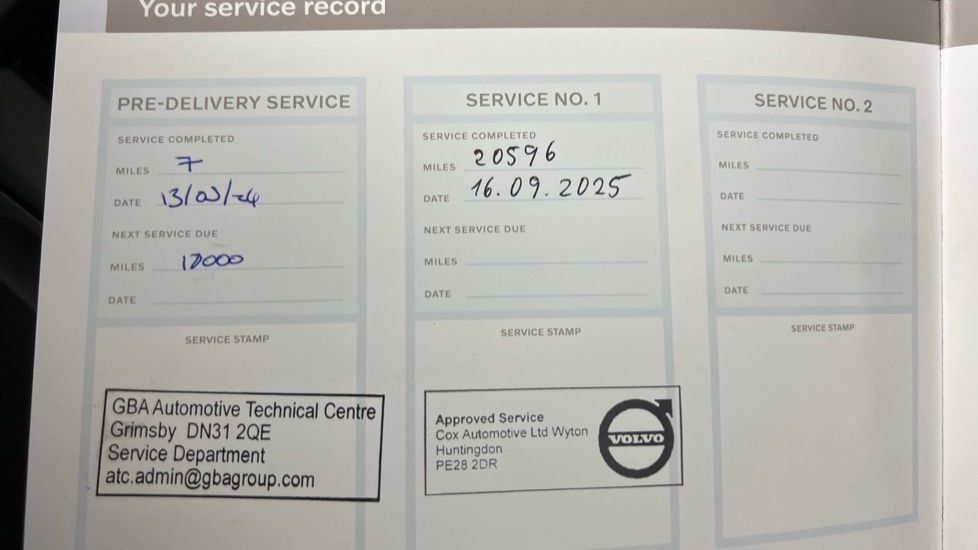 Your service record
PRE-DELIVERY SERVICE
SERVICE COMPLETED
MILES 7
DATE
NEXT SERVICE DUE
MILES
DATE
SERVICE STAMP
GBA Automotive Technical Centre
Grimsby DN31 2QE
Service Department
atc.admin@gbagroup.com
SERVICE NO. 1
SERVICE COMPLETED
MILES 20596
DATE 16.09.2025
NEXT SERVICE DUE
MILES
DATE
SERVICE STAMP
Approved Service
Cox Automotive Ltd Wyton
Huntingdon
PE28 2DR
VOLVO
SERVICE NO. 2
SERVICE COMPLETED
MILES
DATE
NEXT SERVICE DUE
MILES
DATE
SERVICE STAMP